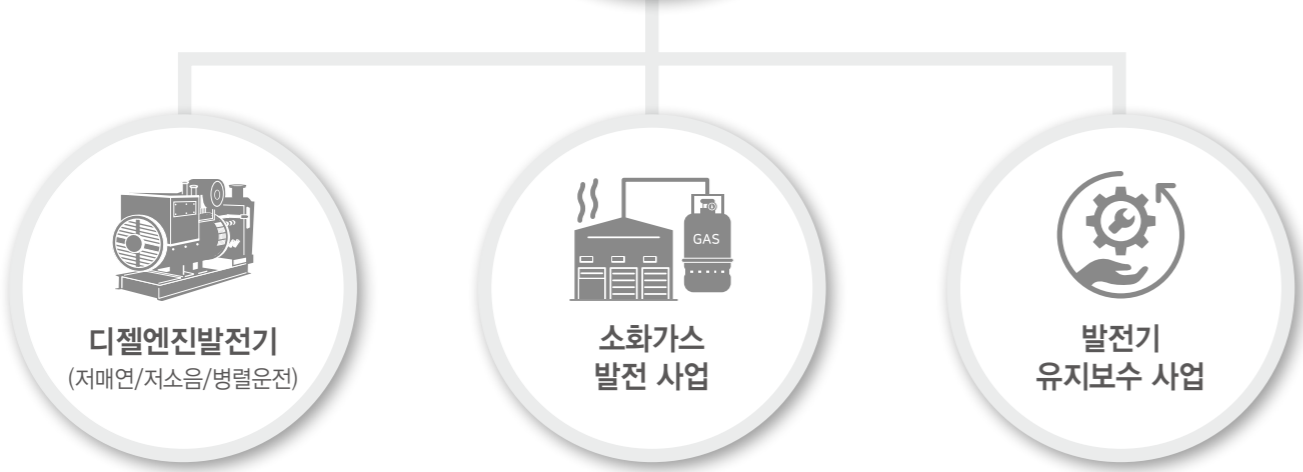 디젤엔진발전기
(저매연/저소음/병렬운전)
GAS
소화가스
발전 사업
발전기
유지보수 사업